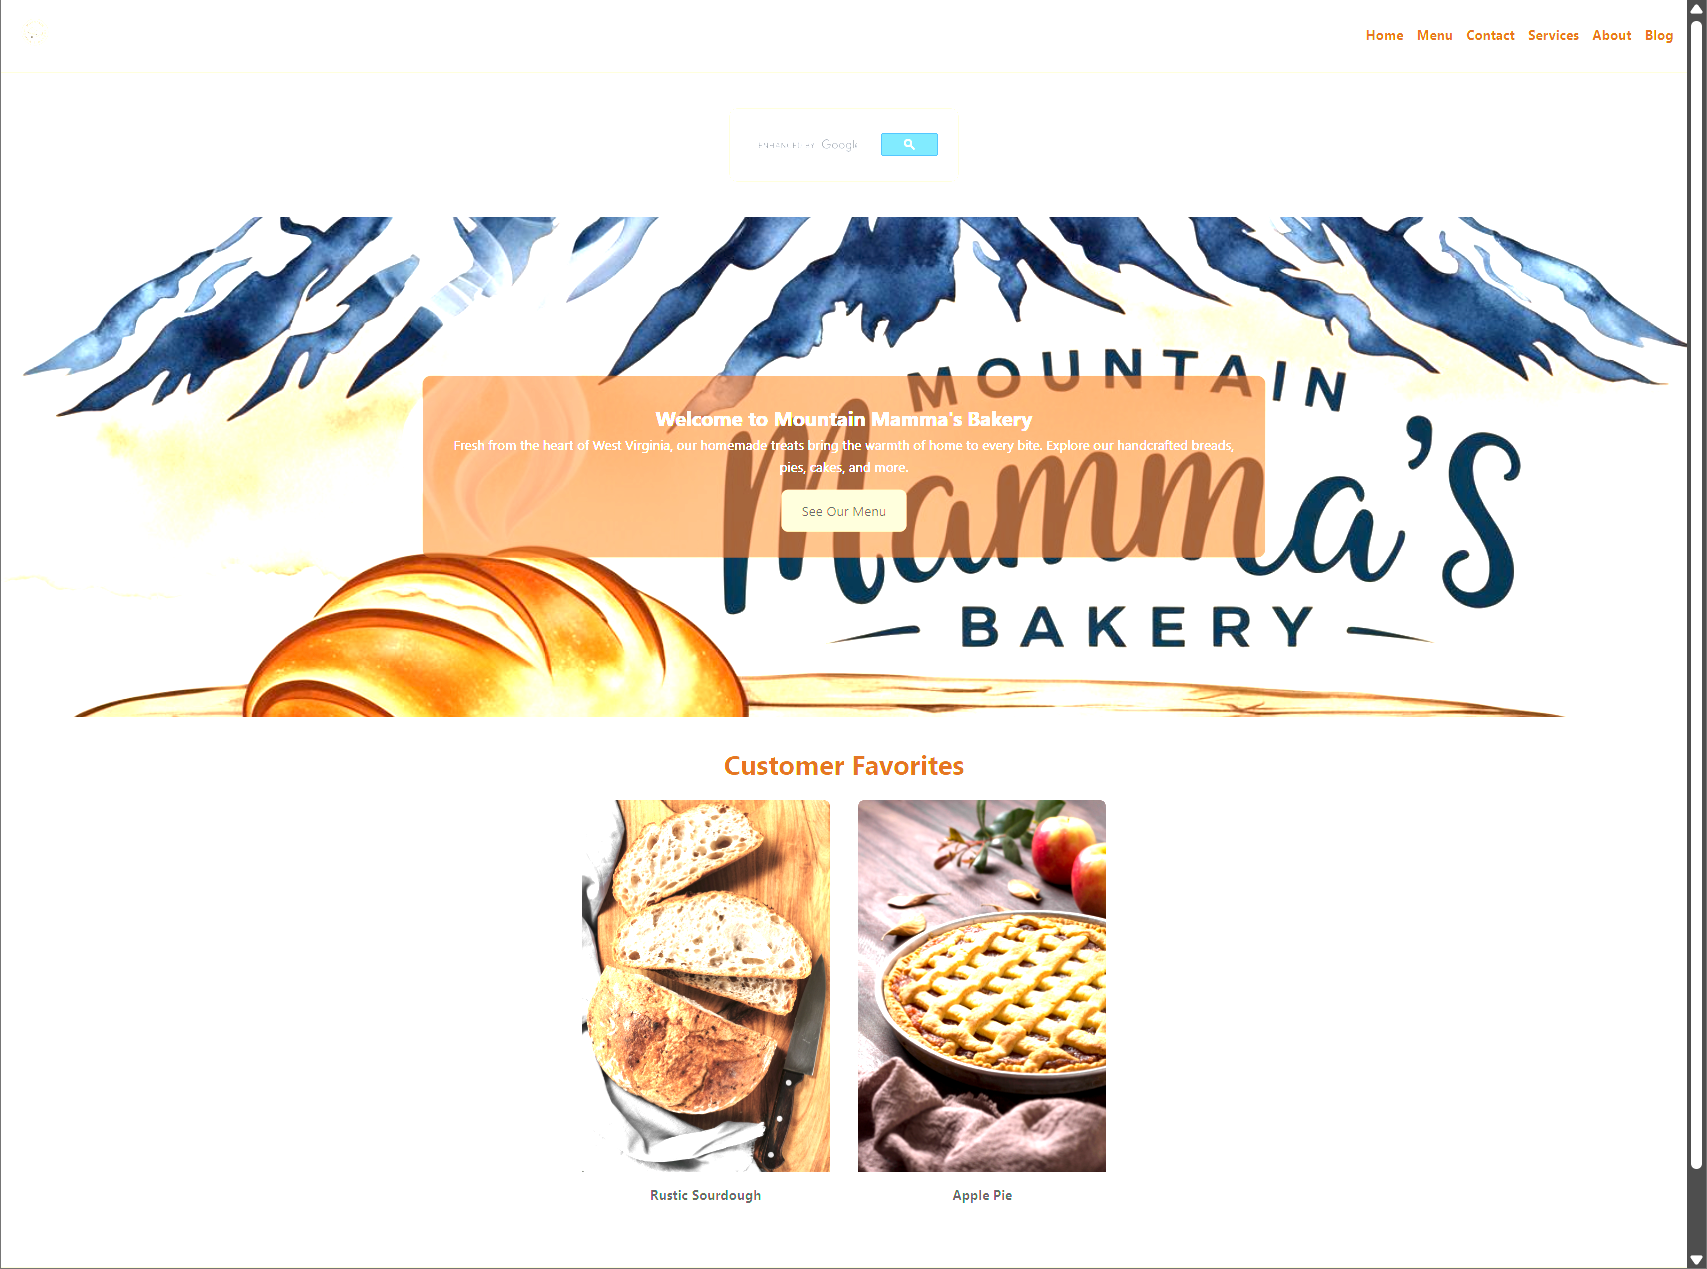 Home Menu Contact Services About Blog
ENHANCED BY Google
MOUNTAIN
Mamma's
BAKERY
Welcome to Mountain Mamma's Bakery
Fresh from the heart of West Virginia, our homemade treats bring the warmth of home to every bite. Explore our handcrafted breads,
pies, cakes, and more.
See Our Menu
Customer Favorites
Rustic Sourdough
Apple Pie